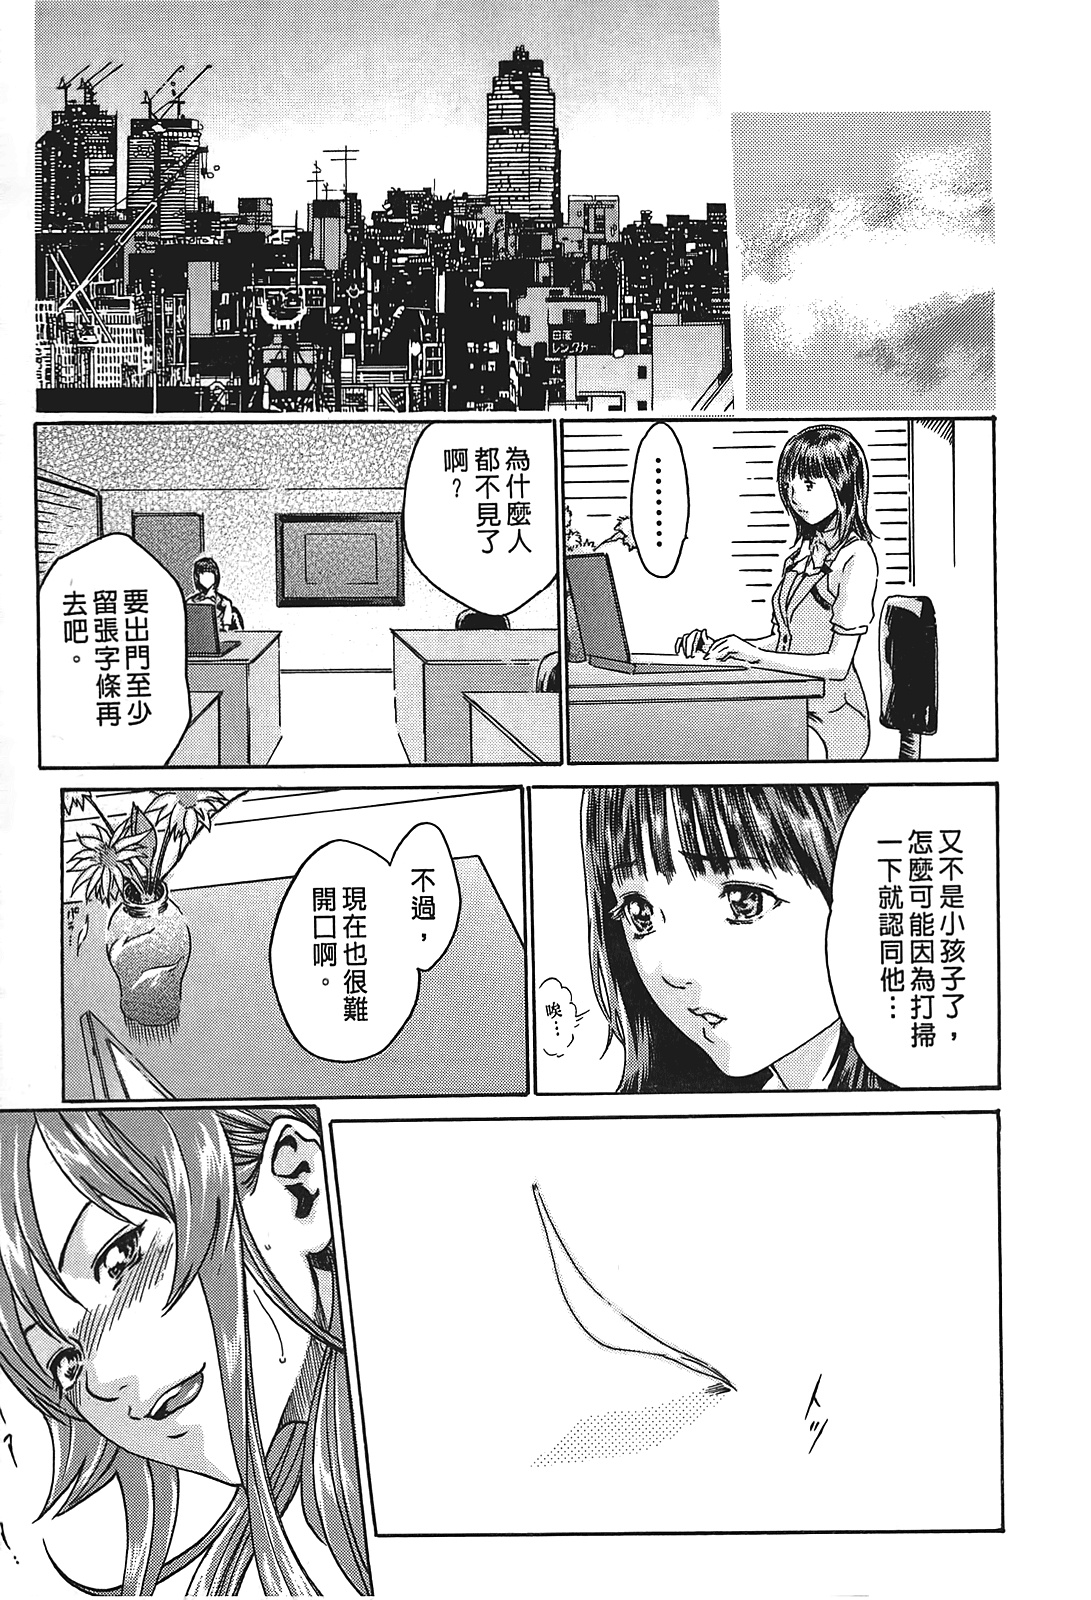 日産
レンタカー
………
為什麼人
都不見了
啊？
要出門至少
留張字條再
去吧。
又不是小孩子了，
怎麼可能因為打掃
一下就認同他…
唉…
不過，
現在也很難
開口啊。
トッ